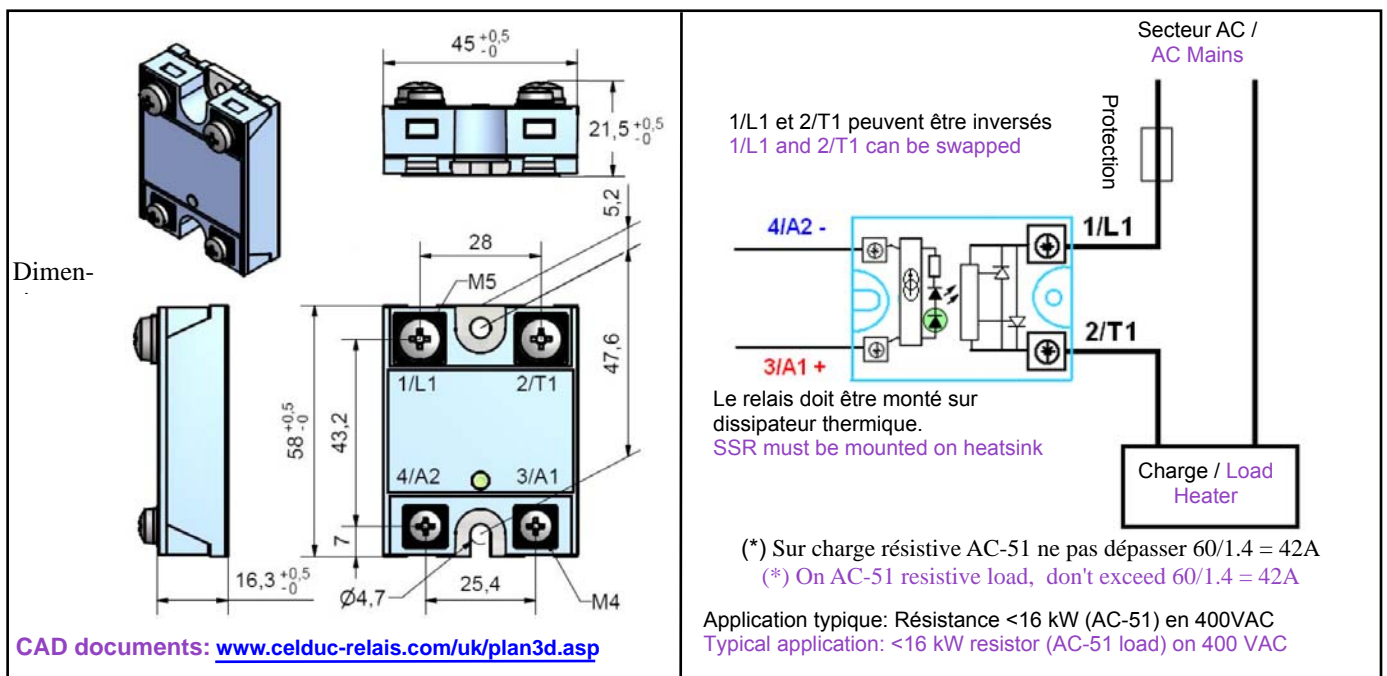 45 +0,5 -0
21,5 +0,5 -0
5,2
28
M5
Dimen-
47,6
1/L1 2/T1
58 +0,5 -0
43,2
4/A2 3/A1
7
16,3 +0,5 -0
Ø4,7
25,4
M4
CAD documents: www.celduc-relais.com/uk/plan3d.asp
Secteur AC /
AC Mains
Protection
1/L1 et 2/T1 peuvent être inversés
1/L1 and 2/T1 can be swapped
4/A2 -
1/L1
2/T1
3/A1 +
Le relais doit être monté sur
dissipateur thermique.
SSR must be mounted on heatsink
Charge / Load
Heater
(*) Sur charge résistive AC-51 ne pas dépasser 60/1.4 = 42A
(*) On AC-51 resistive load, don't exceed 60/1.4 = 42A
Application typique: Résistance <16 kW (AC-51) en 400VAC
Typical application: <16 kW resistor (AC-51 load) on 400 VAC